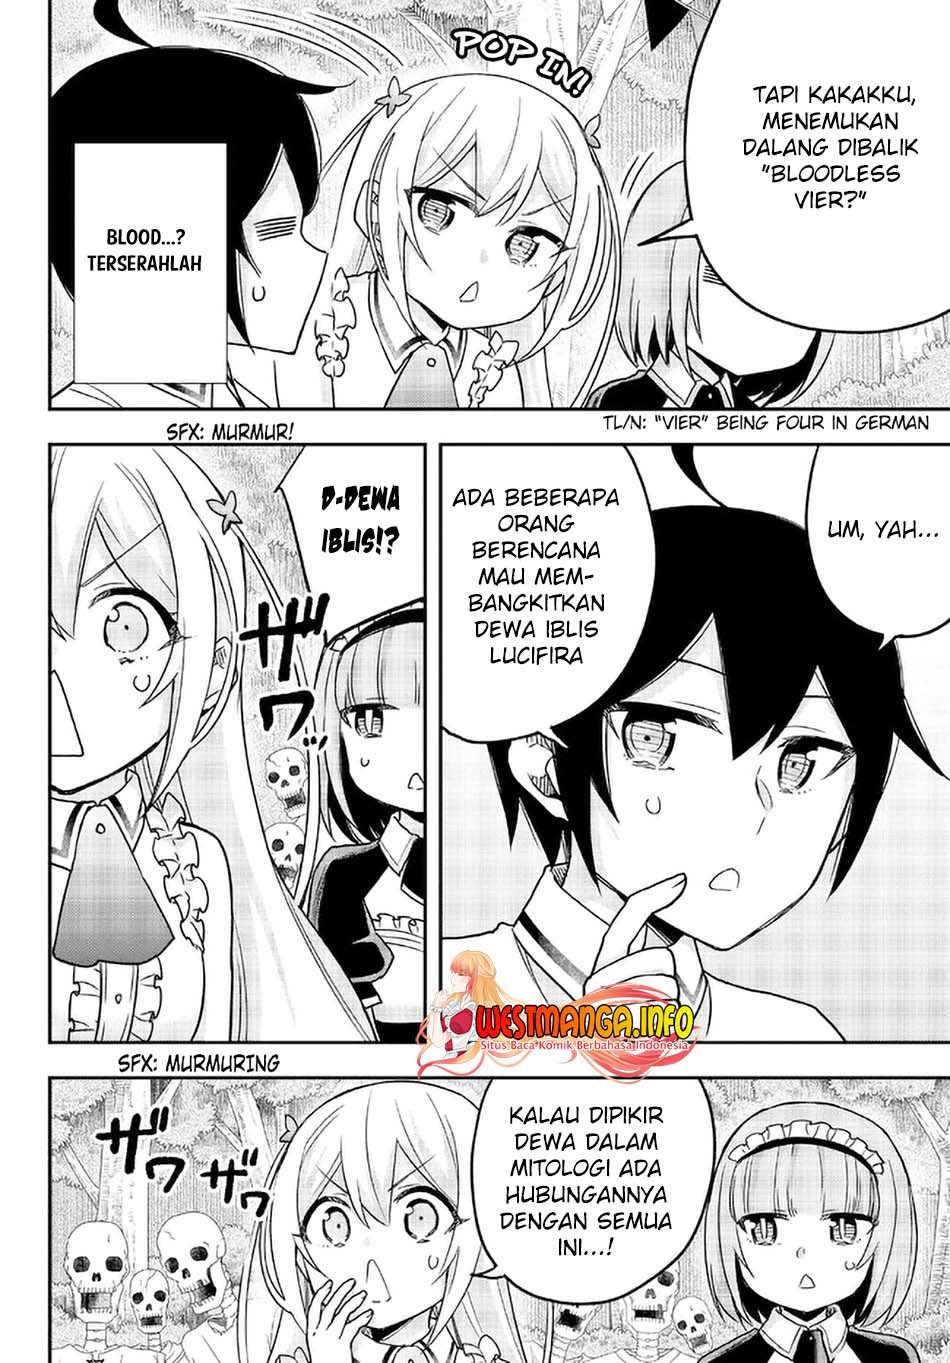 POP IN!
TAPI KAKAKKU,
MENEMUKAN
DALANG DIBALIK
"BLOODLESS
VIER?"
BLOOD...?
TERSERAHLAH
TL/N: "VIER" BEING FOUR IN GERMAN
UM, YAH...
ADA BEBERAPA
ORANG
BERENCANA
MAU MEM-
BANGKITKAN
DEWA IBLIS
LUCIFIRA
SFX: MURMUR!
D-DEWA
IBLIS!?
ザワッ
WESTMANGA.INFO
Situs Baca Komik Berbahasa Indonesia
SFX: MURMURING
KALAU DIPIKIR
DEWA DALAM
MITOLOGI ADA
HUBUNGANNYA
DENGAN SEMUA
INI...!
ザワ
ザワ